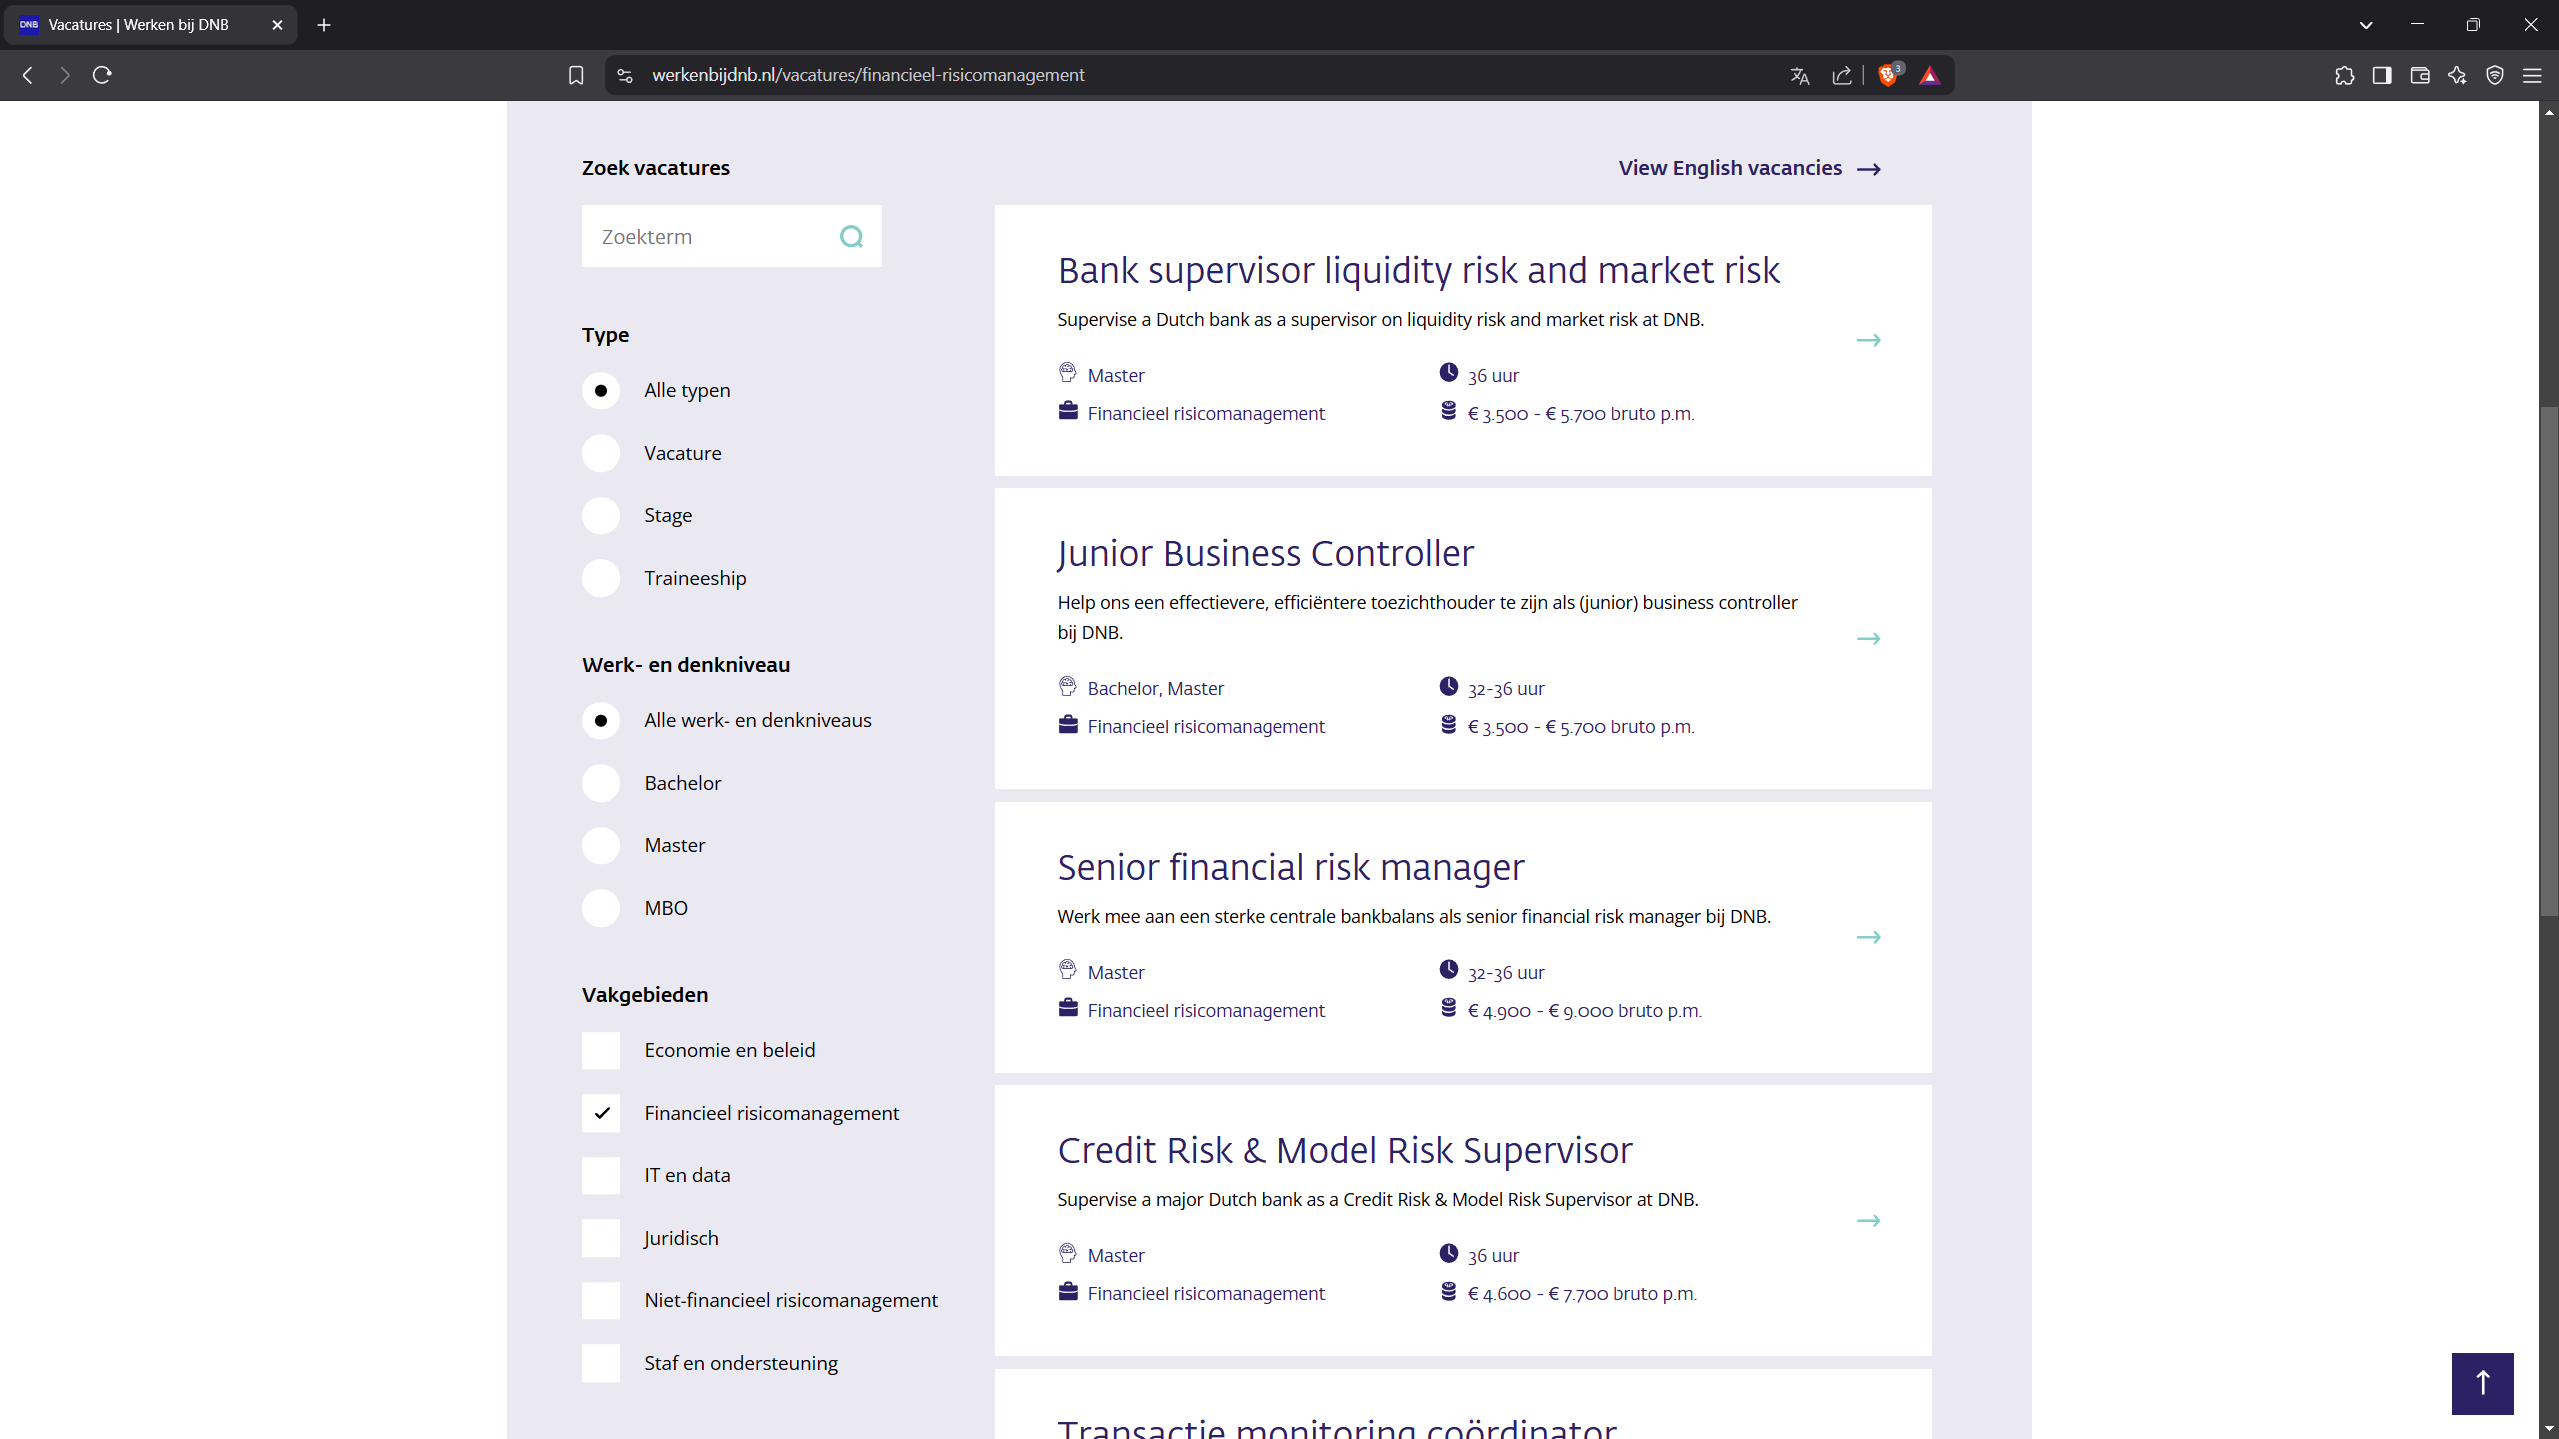 DNB Vacatures | Werken bij DNB
werkenbijdnb.nl/vacatures/financieel-risicomanagement
3
Zoek vacatures
Zoekterm
Type
Alle typen
Vacature
Stage
Traineeship
Werk- en denkniveau
Alle werk- en denkniveaus
Bachelor
Master
MBO
Vakgebieden
Economie en beleid
Financieel risicomanagement
IT en data
Juridisch
Niet-financieel risicomanagement
Staf en ondersteuning
View English vacancies
Bank supervisor liquidity risk and market risk
Supervise a Dutch bank as a supervisor on liquidity risk and market risk at DNB.
Master
36 uur
Financieel risicomanagement
€ 3.500 - € 5.700 bruto p.m.
Junior Business Controller
Help ons een effectievere, efficiëntere toezichthouder te zijn als (junior) business controller
bij DNB.
Bachelor, Master
32-36 uur
Financieel risicomanagement
€ 3.500 - € 5.700 bruto p.m.
Senior financial risk manager
Werk mee aan een sterke centrale bankbalans als senior financial risk manager bij DNB.
Master
32-36 uur
Financieel risicomanagement
€ 4.900 - € 9.000 bruto p.m.
Credit Risk & Model Risk Supervisor
Supervise a major Dutch bank as a Credit Risk & Model Risk Supervisor at DNB.
Master
36 uur
Financieel risicomanagement
€ 4.600 - € 7.700 bruto p.m.
Transactie monitoring coördinator